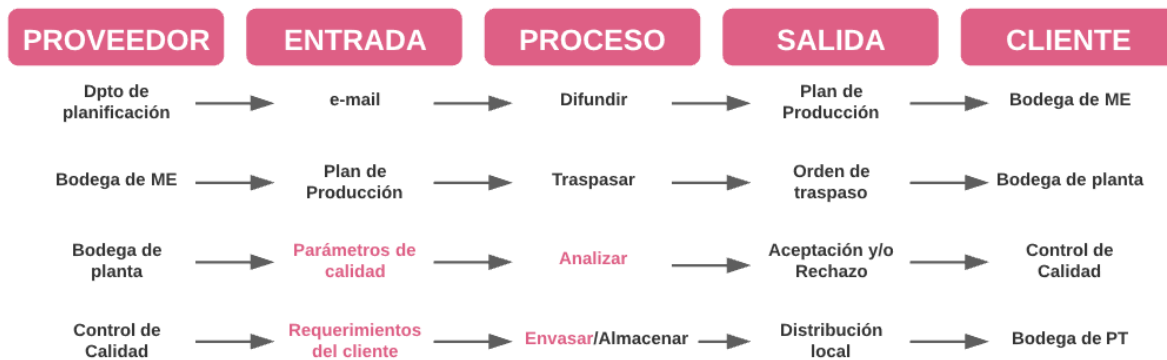 PROVEEDOR ENTRADA PROCESO SALIDA CLIENTE
Dpto de
planificación
e-mail
Difundir
Plan de
Producción
Bodega de ME
Bodega de ME
Plan de
Producción
Traspasar
Orden de
traspaso
Bodega de planta
Bodega de
planta
Parámetros de
calidad
Analizar
Aceptación y/o
Rechazo
Control de
Calidad
Control de
Calidad
Requerimientos
del cliente
Envasar/Almacenar
Distribución
local
Bodega de PT